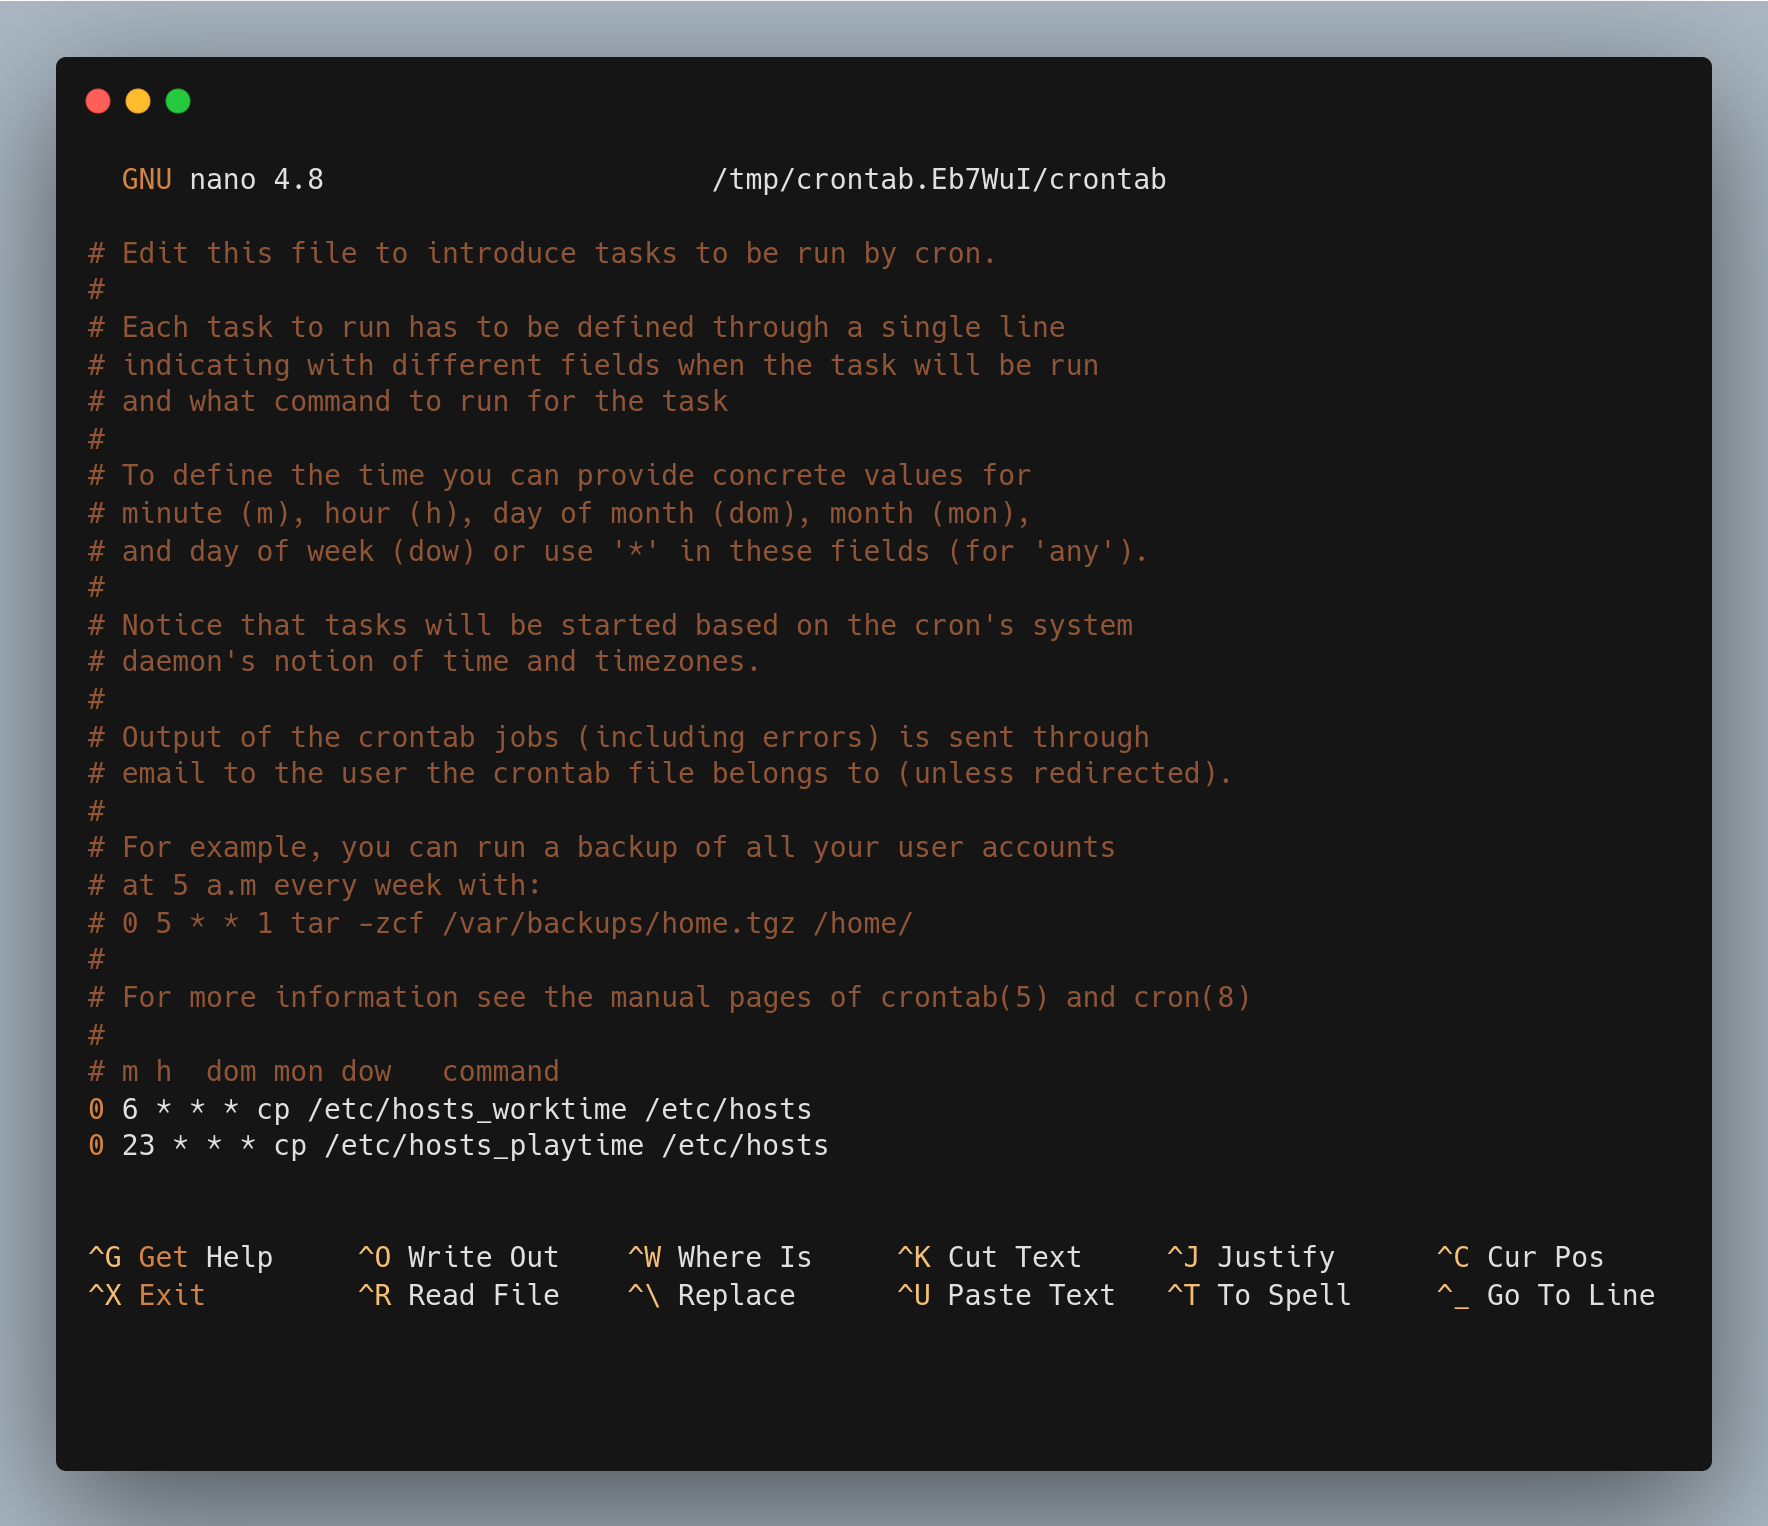 GNU nano 4.8 /tmp/crontab.Eb7WuI/crontab
# Edit this file to introduce tasks to be run by cron.
#
# Each task to run has to be defined through a single line
# indicating with different fields when the task will be run
# and what command to run for the task
#
# To define the time you can provide concrete values for
# minute (m), hour (h), day of month (dom), month (mon),
# and day of week (dow) or use '*' in these fields (for 'any').
#
# Notice that tasks will be started based on the cron's system
# daemon's notion of time and timezones.
#
# Output of the crontab jobs (including errors) is sent through
# email to the user the crontab file belongs to (unless redirected).
#
# For example, you can run a backup of all your user accounts
# at 5 a.m every week with:
# 0 5 * * 1 tar -zcf /var/backups/home.tgz /home/
#
# For more information see the manual pages of crontab(5) and cron(8)
#
# m h  dom mon dow   command
0 6 * * * cp /etc/hosts_worktime /etc/hosts
0 23 * * * cp /etc/hosts_playtime /etc/hosts
^G Get Help ^O Write Out ^W Where Is ^K Cut Text ^J Justify ^C Cur Pos
^X Exit ^R Read File ^\ Replace ^U Paste Text ^T To Spell ^_ Go To Line